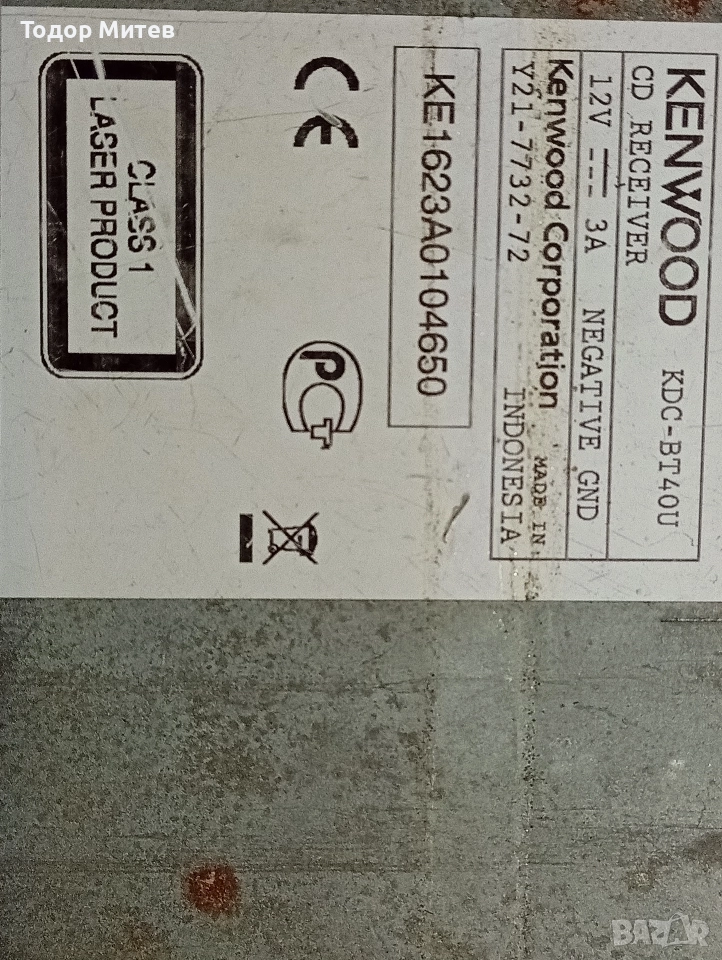 Тодор Митев
KENWOOD KDC-BT40U
CD RECEIVER
12V 3A NEGATIVE GND
Kenwood Corporation MADE IN
Y21-7732-72 INDONESIA
KE1623A0104650
CE
PCT
CLASS 1
LASER PRODUCT
BAZAR